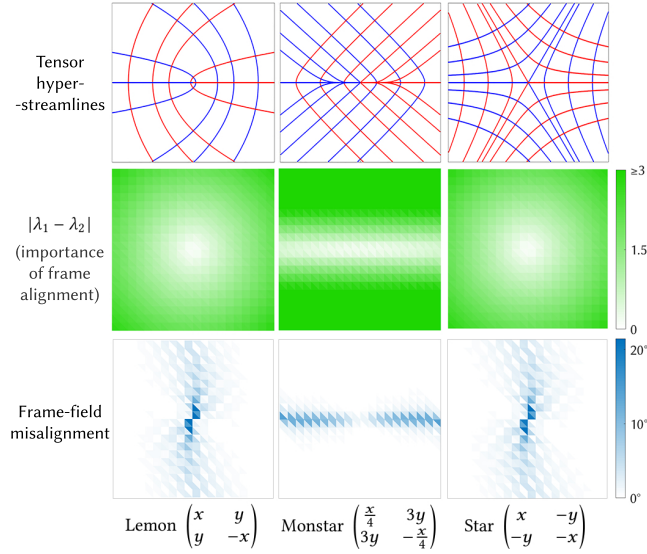 Tensor
hyper-
-streamlines
|λ₁ − λ₂|
(importance
of frame
alignment)
≥3
1.5
0
Frame-field
misalignment
20°
10°
0°
Lemon ( x y
y −x )
Monstar ( x/4 3y
3y −x/4 )
Star ( x −y
−y −x )